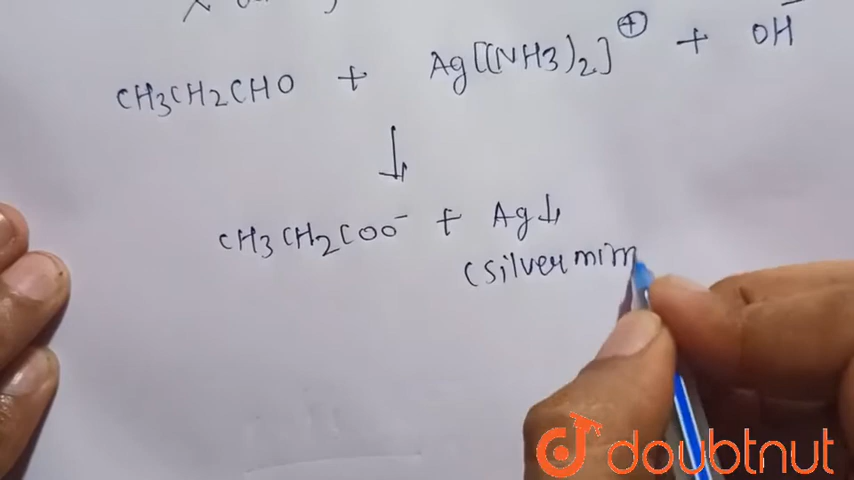 CH3CH2CHO + Ag[(NH3)2]⊕ + OH⁻
↓
CH3CH2COO⁻ + Ag↓
(silver mirr
doubtnut